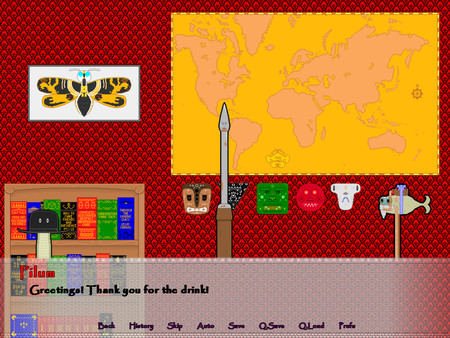 Pilum
Greetings! Thank you for the drink!
Back History Skip Auto Save Q.Save Q.Load Prefs